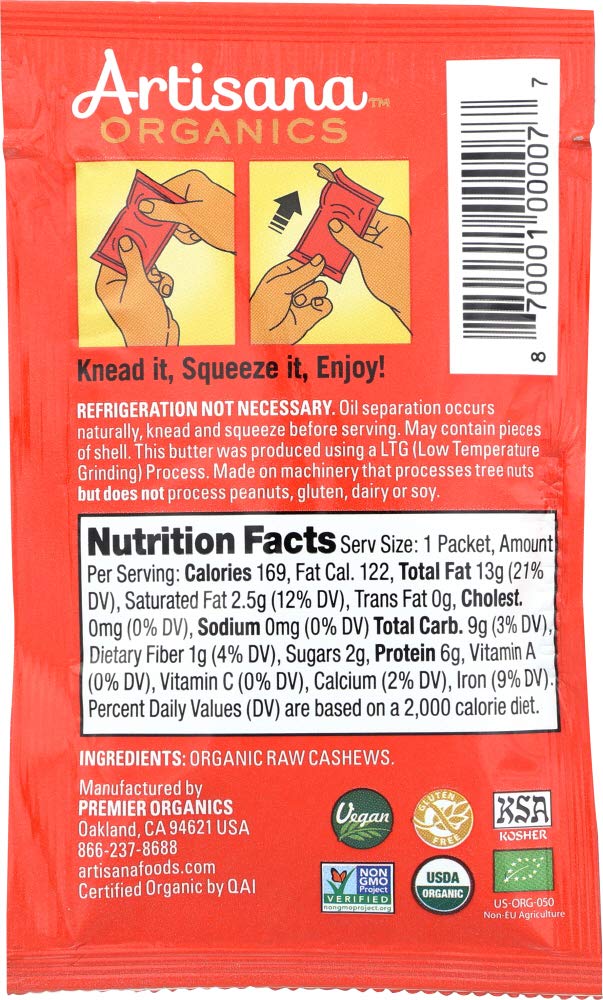 Artisana™
ORGANICS
8 70001 00007 7
Knead it, Squeeze it, Enjoy!
REFRIGERATION NOT NECESSARY. Oil separation occurs
naturally, knead and squeeze before serving. May contain pieces
of shell. This butter was produced using a LTG (Low Temperature
Grinding) Process. Made on machinery that processes tree nuts
but does not process peanuts, gluten, dairy or soy.
Nutrition Facts Serv Size: 1 Packet, Amount
Per Serving: Calories 169, Fat Cal. 122, Total Fat 13g (21%
DV), Saturated Fat 2.5g (12% DV), Trans Fat 0g, Cholest.
0mg (0% DV), Sodium 0mg (0% DV) Total Carb. 9g (3% DV),
Dietary Fiber 1g (4% DV), Sugars 2g, Protein 6g, Vitamin A
(0% DV), Vitamin C (0% DV), Calcium (2% DV), Iron (9% DV).
Percent Daily Values (DV) are based on a 2,000 calorie diet.
INGREDIENTS: ORGANIC RAW CASHEWS.
Manufactured by
PREMIER ORGANICS
Oakland, CA 94621 USA
866-237-8688
artisanafoods.com
Certified Organic by QAI
Vegan
GLUTEN
FREE
KSA
KOSHER
NON
GMO
Project
VERIFIED
nongmoproject.org
USDA
ORGANIC
US-ORG-050
Non-EU Agriculture